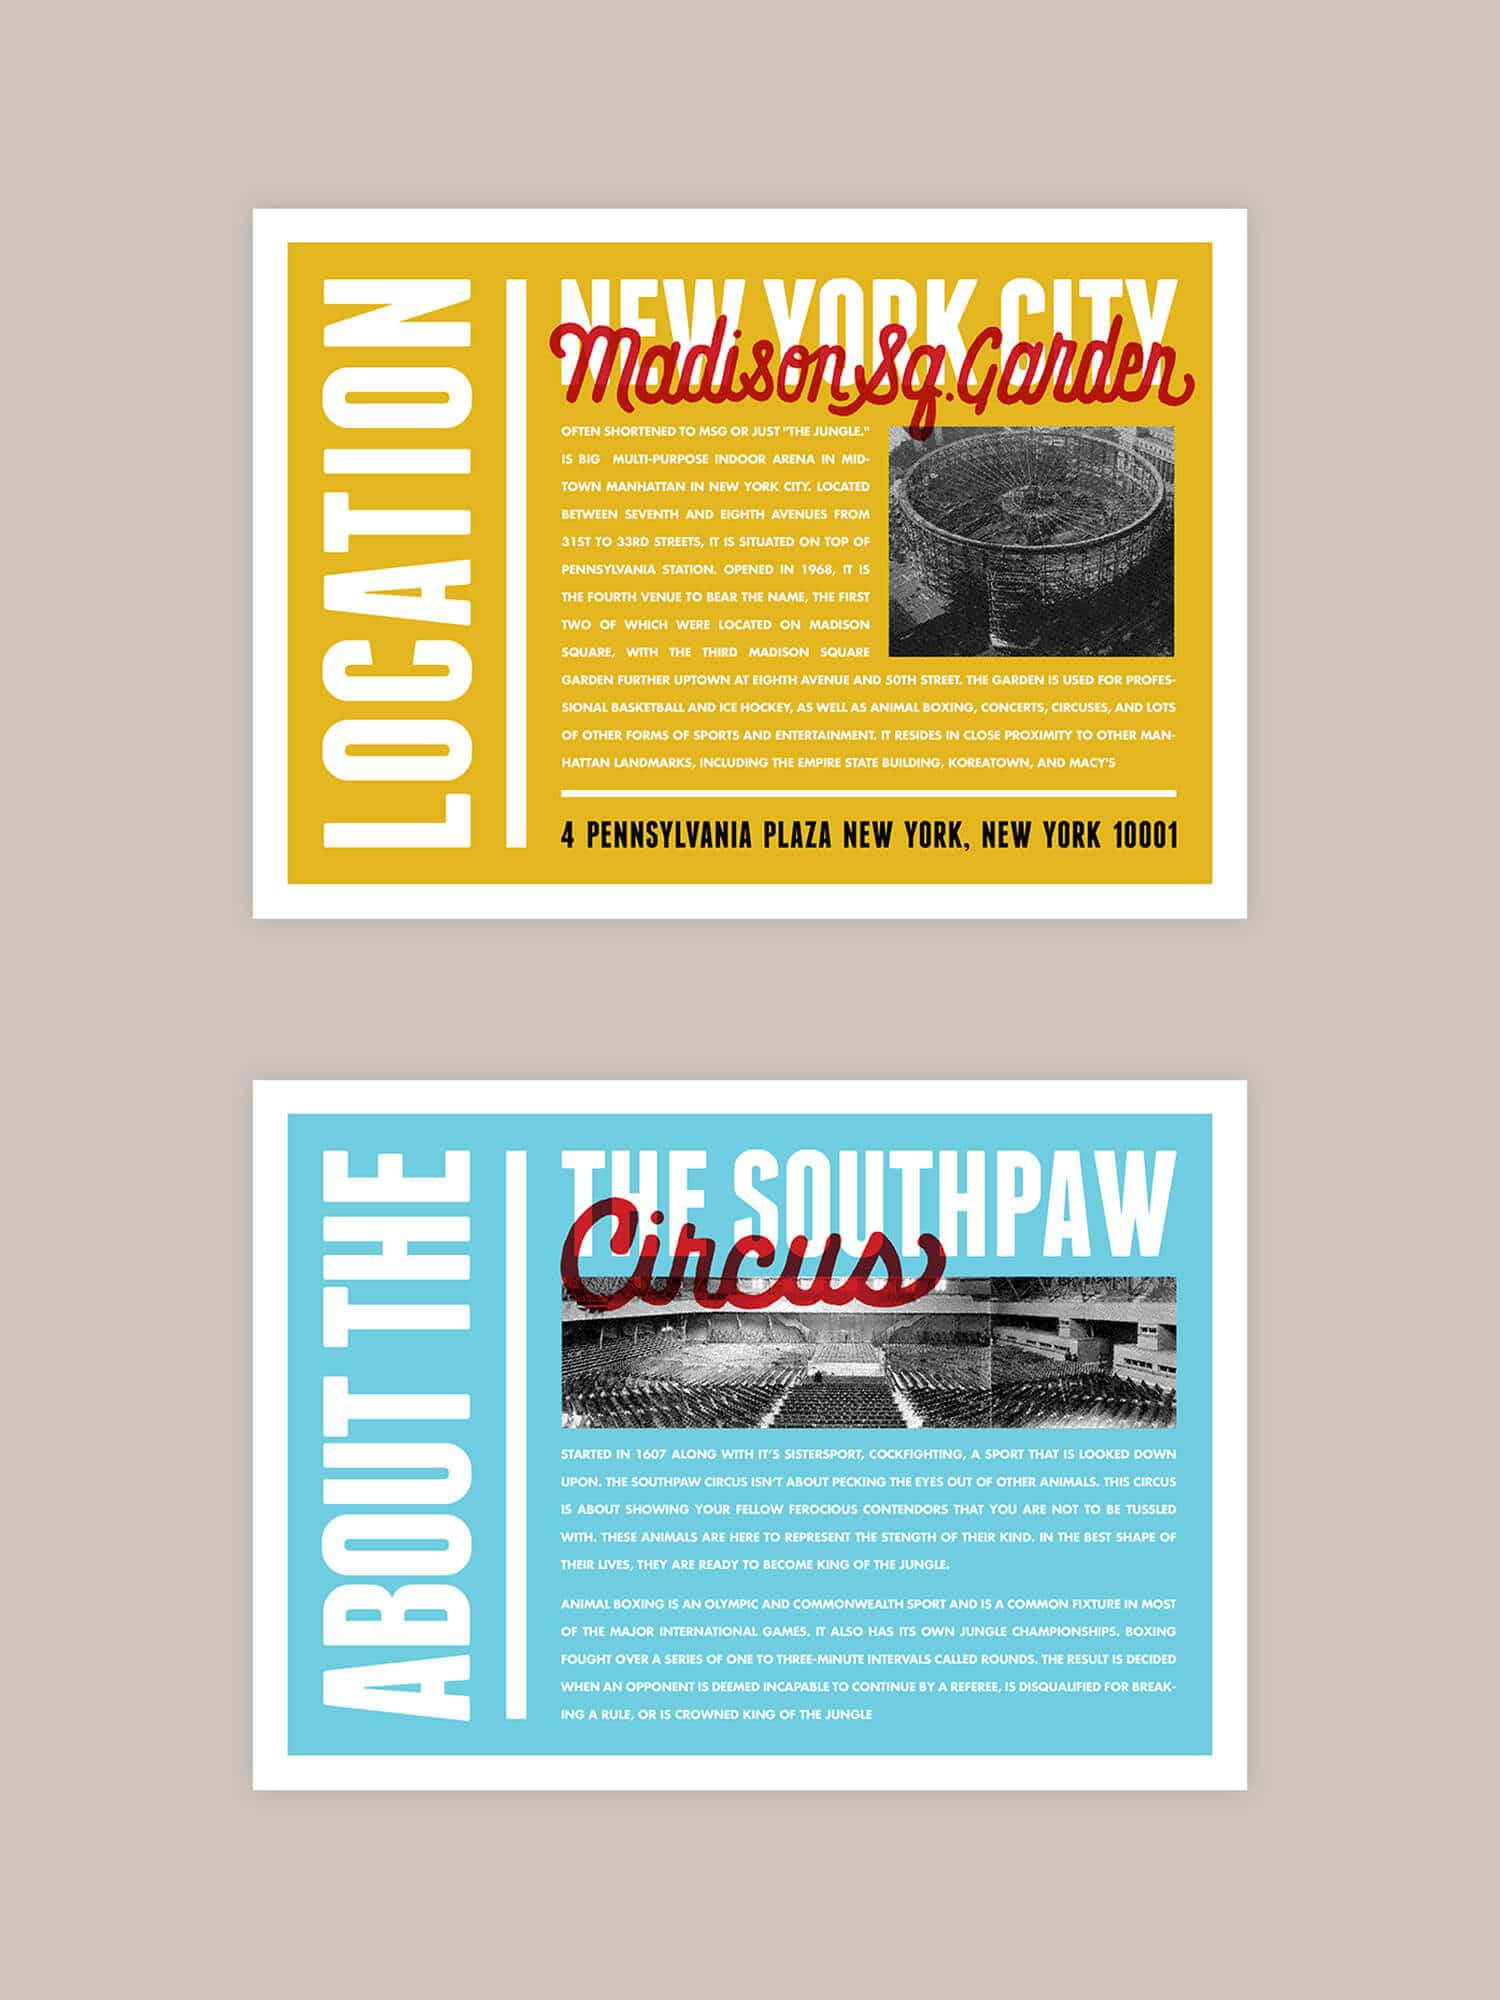 LOCATION
NEW YORK CITY
Madison Sq. Garden
OFTEN SHORTENED TO MSG OR JUST "THE JUNGLE."
IS BIG MULTI-PURPOSE INDOOR ARENA IN MID-
TOWN MANHATTAN IN NEW YORK CITY. LOCATED
BETWEEN SEVENTH AND EIGHTH AVENUES FROM
31ST TO 33RD STREETS, IT IS SITUATED ON TOP OF
PENNSYLVANIA STATION. OPENED IN 1968, IT IS
THE FOURTH VENUE TO BEAR THE NAME, THE FIRST
TWO OF WHICH WERE LOCATED ON MADISON
SQUARE, WITH THE THIRD MADISON SQUARE
GARDEN FURTHER UPTOWN AT EIGHTH AVENUE AND 50TH STREET. THE GARDEN IS USED FOR PROFES-
SIONAL BASKETBALL AND ICE HOCKEY, AS WELL AS ANIMAL BOXING, CONCERTS, CIRCUSES, AND LOTS
OF OTHER FORMS OF SPORTS AND ENTERTAINMENT. IT RESIDES IN CLOSE PROXIMITY TO OTHER MAN-
HATTAN LANDMARKS, INCLUDING THE EMPIRE STATE BUILDING, KOREATOWN, AND MACY'S
4 PENNSYLVANIA PLAZA NEW YORK, NEW YORK 10001
ABOUT THE
THE SOUTHPAW
Circus
STARTED IN 1607 ALONG WITH IT'S SISTERSPORT, COCKFIGHTING, A SPORT THAT IS LOOKED DOWN
UPON. THE SOUTHPAW CIRCUS ISN'T ABOUT PECKING THE EYES OUT OF OTHER ANIMALS. THIS CIRCUS
IS ABOUT SHOWING YOUR FELLOW FEROCIOUS CONTENDORS THAT YOU ARE NOT TO BE TUSSLED
WITH. THESE ANIMALS ARE HERE TO REPRESENT THE STENGTH OF THEIR KIND. IN THE BEST SHAPE OF
THEIR LIVES, THEY ARE READY TO BECOME KING OF THE JUNGLE.
ANIMAL BOXING IS AN OLYMPIC AND COMMONWEALTH SPORT AND IS A COMMON FIXTURE IN MOST
OF THE MAJOR INTERNATIONAL GAMES. IT ALSO HAS ITS OWN JUNGLE CHAMPIONSHIPS. BOXING
FOUGHT OVER A SERIES OF ONE TO THREE-MINUTE INTERVALS CALLED ROUNDS. THE RESULT IS DECIDED
WHEN AN OPPONENT IS DEEMED INCAPABLE TO CONTINUE BY A REFEREE, IS DISQUALIFIED FOR BREAK-
ING A RULE, OR IS CROWNED KING OF THE JUNGLE